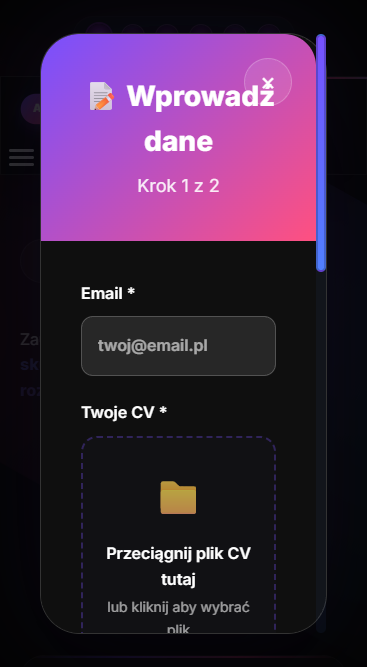 Wprowadź
dane
Krok 1 z 2
Email *
twoj@email.pl
Twoje CV *
Przeciągnij plik CV
tutaj
lub kliknij aby wybrać
plik